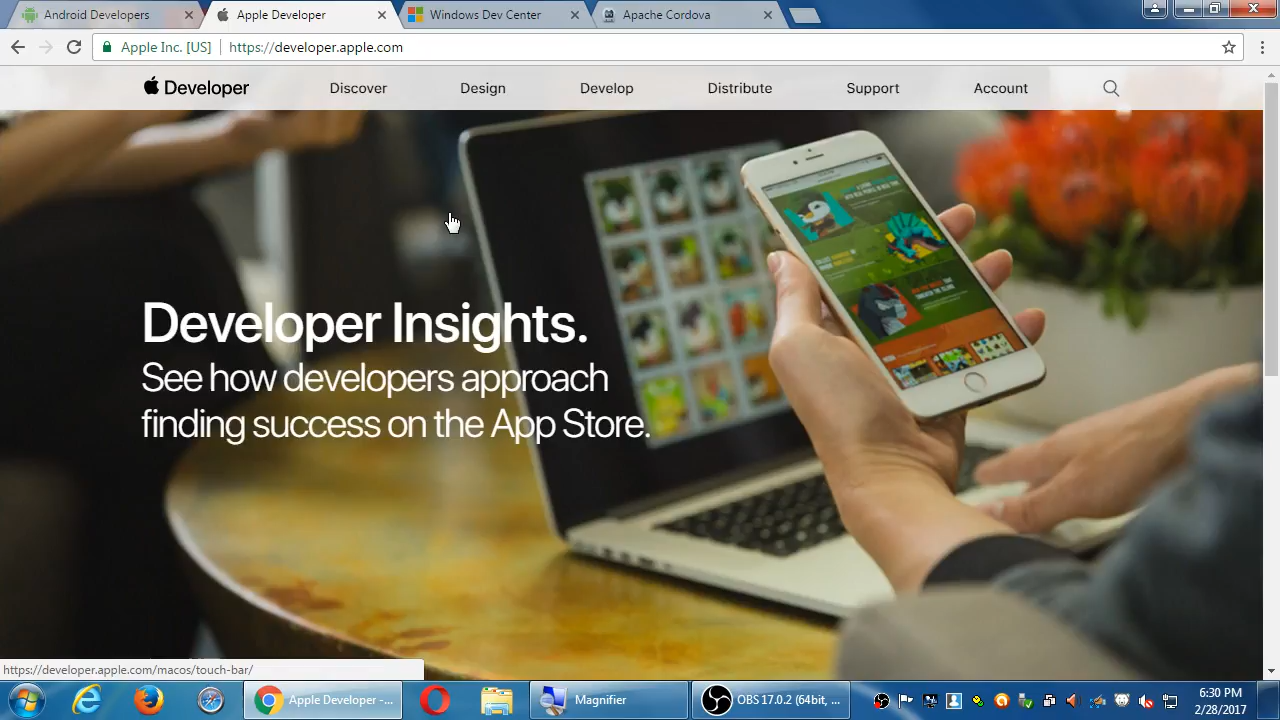 Android Developers
Apple Developer
Windows Dev Center
Apache Cordova
Apple Inc. [US]
https://developer.apple.com
Developer
Discover
Design
Develop
Distribute
Support
Account
Developer Insights.
See how developers approach
finding success on the App Store.
https://developer.apple.com/macos/touch-bar/
Apple Developer -...
Magnifier
OBS 17.0.2 (64bit, ...
6:30 PM
2/28/2017